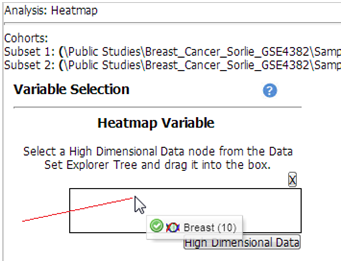 Analysis: Heatmap
Cohorts:
Subset 1: (\Public Studies\Breast_Cancer_Sorlie_GSE4382\Samp
Subset 2: (\Public Studies\Breast_Cancer_Sorlie_GSE4382\Samp
Variable Selection
?
Heatmap Variable
Select a High Dimensional Data node from the Data
Set Explorer Tree and drag it into the box.
X
Breast (10)
High Dimensional Data